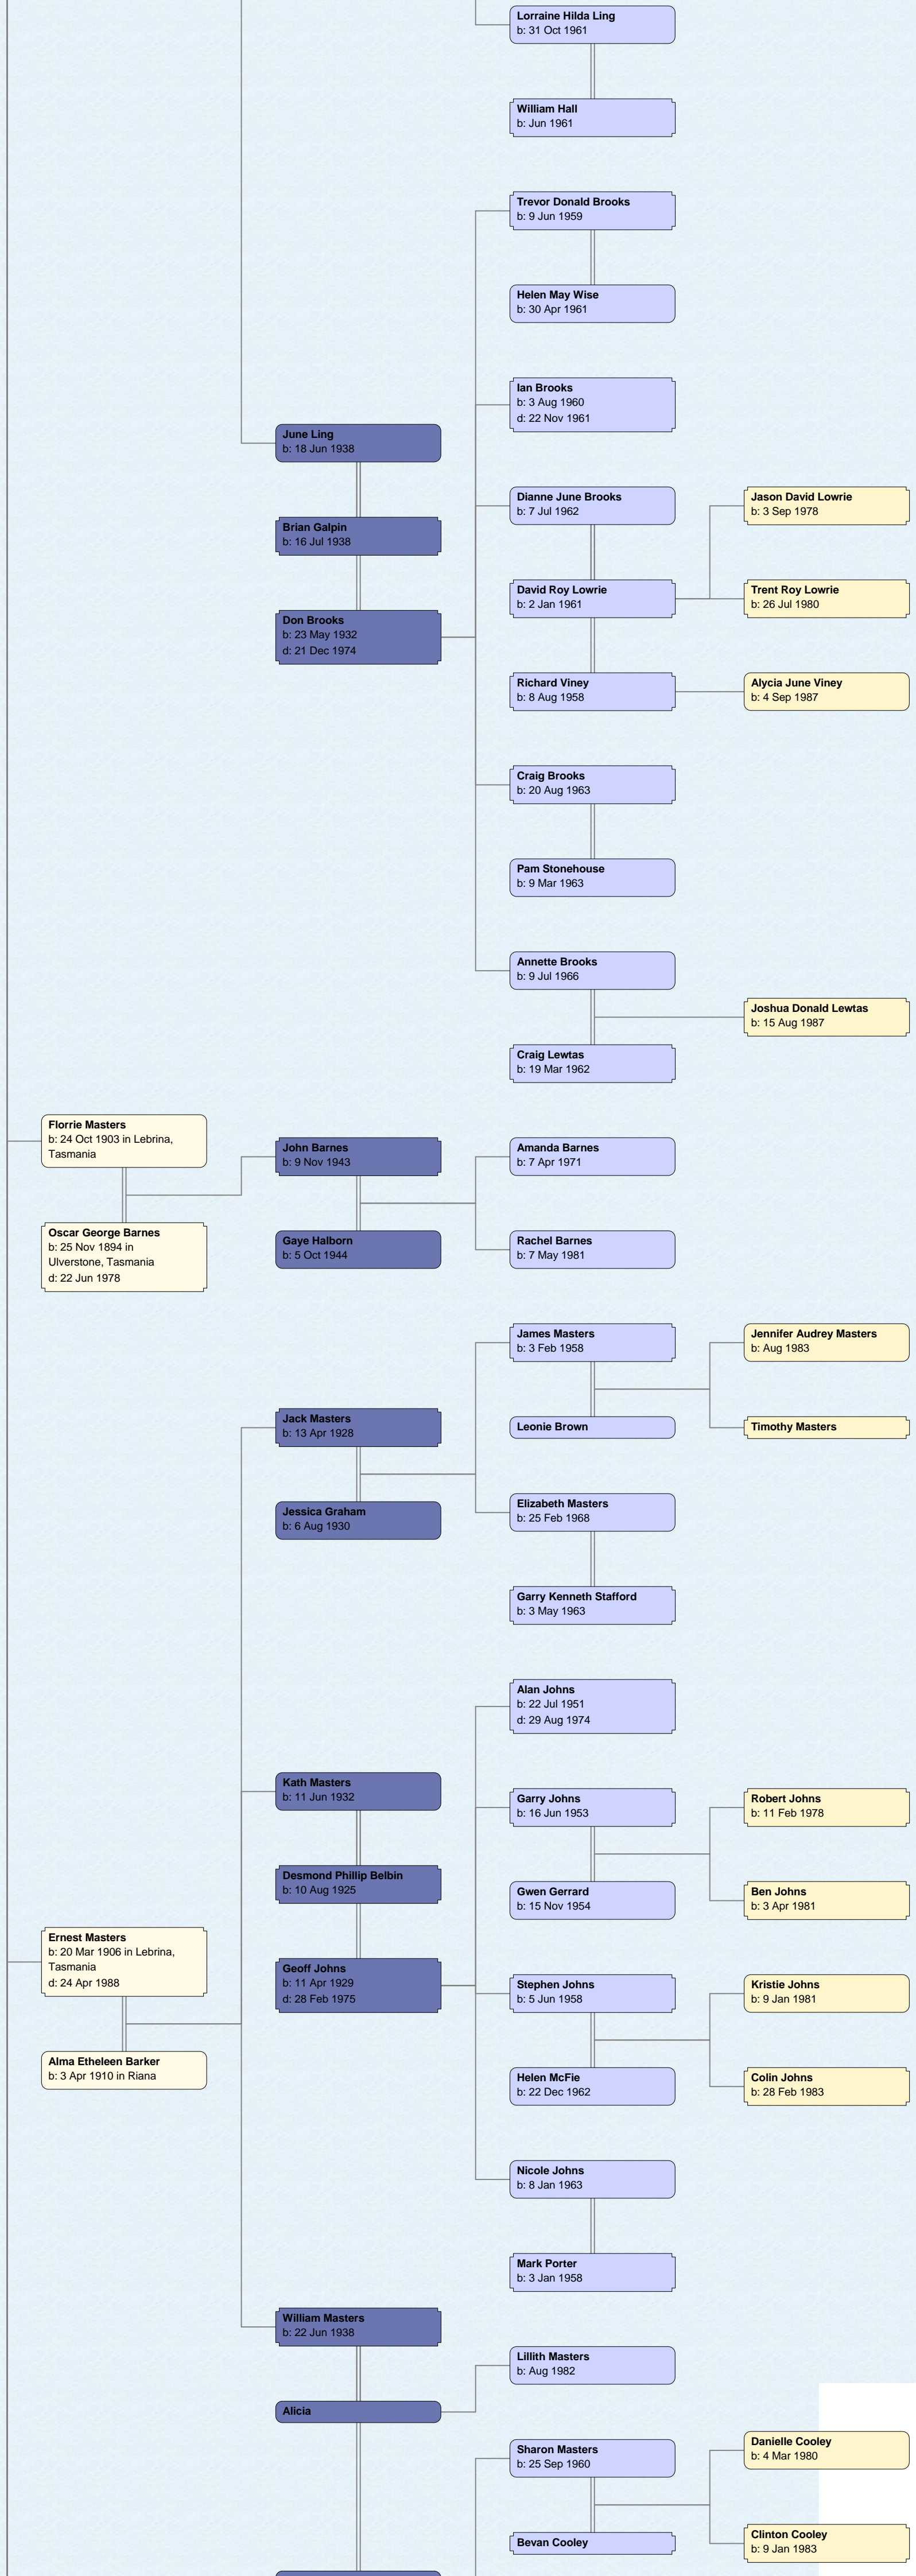 Lorraine Hilda Ling
b: 31 Oct 1961
William Hall
b: Jun 1961
Trevor Donald Brooks
b: 9 Jun 1959
Helen May Wise
b: 30 Apr 1961
Ian Brooks
b: 3 Aug 1960
d: 22 Nov 1961
June Ling
b: 18 Jun 1938
Brian Galpin
b: 16 Jul 1938
Don Brooks
b: 23 May 1932
d: 21 Dec 1974
Dianne June Brooks
b: 7 Jul 1962
David Roy Lowrie
b: 2 Jan 1961
Richard Viney
b: 8 Aug 1958
Jason David Lowrie
b: 3 Sep 1978
Trent Roy Lowrie
b: 26 Jul 1980
Alycia June Viney
b: 4 Sep 1987
Craig Brooks
b: 20 Aug 1963
Pam Stonehouse
b: 9 Mar 1963
Annette Brooks
b: 9 Jul 1966
Craig Lewtas
b: 19 Mar 1962
Joshua Donald Lewtas
b: 15 Aug 1987
Florrie Masters
b: 24 Oct 1903 in Lebrina,
Tasmania
Oscar George Barnes
b: 25 Nov 1894 in
Ulverstone, Tasmania
d: 22 Jun 1978
John Barnes
b: 9 Nov 1943
Gaye Halborn
b: 5 Oct 1944
Amanda Barnes
b: 7 Apr 1971
Rachel Barnes
b: 7 May 1981
Jack Masters
b: 13 Apr 1928
Jessica Graham
b: 6 Aug 1930
James Masters
b: 3 Feb 1958
Leonie Brown
Jennifer Audrey Masters
b: Aug 1983
Timothy Masters
Elizabeth Masters
b: 25 Feb 1968
Garry Kenneth Stafford
b: 3 May 1963
Alan Johns
b: 22 Jul 1951
d: 29 Aug 1974
Kath Masters
b: 11 Jun 1932
Desmond Phillip Belbin
b: 10 Aug 1925
Geoff Johns
b: 11 Apr 1929
d: 28 Feb 1975
Garry Johns
b: 16 Jun 1953
Gwen Gerrard
b: 15 Nov 1954
Robert Johns
b: 11 Feb 1978
Ben Johns
b: 3 Apr 1981
Ernest Masters
b: 20 Mar 1906 in Lebrina,
Tasmania
d: 24 Apr 1988
Alma Etheleen Barker
b: 3 Apr 1910 in Riana
Stephen Johns
b: 5 Jun 1958
Helen McFie
b: 22 Dec 1962
Kristie Johns
b: 9 Jan 1981
Colin Johns
b: 28 Feb 1983
Nicole Johns
b: 8 Jan 1963
Mark Porter
b: 3 Jan 1958
William Masters
b: 22 Jun 1938
Alicia
Lillith Masters
b: Aug 1982
Sharon Masters
b: 25 Sep 1960
Bevan Cooley
Danielle Cooley
b: 4 Mar 1980
Clinton Cooley
b: 9 Jan 1983